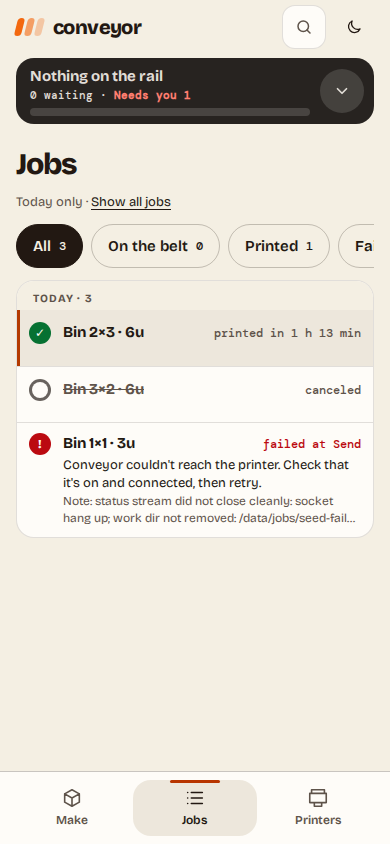 conveyor
Nothing on the rail
0 waiting · Needs you 1
Jobs
Today only · Show all jobs
All 3
On the belt 0
Printed 1
Fa
TODAY · 3
Bin 2×3 · 6u
printed in 1 h 13 min
Bin 3×2 · 6u
canceled
Bin 1×1 · 3u
failed at Send
Conveyor couldn't reach the printer. Check that
it's on and connected, then retry.
Note: status stream did not close cleanly: socket
hang up; work dir not removed: /data/jobs/seed-fail…
Make
Jobs
Printers